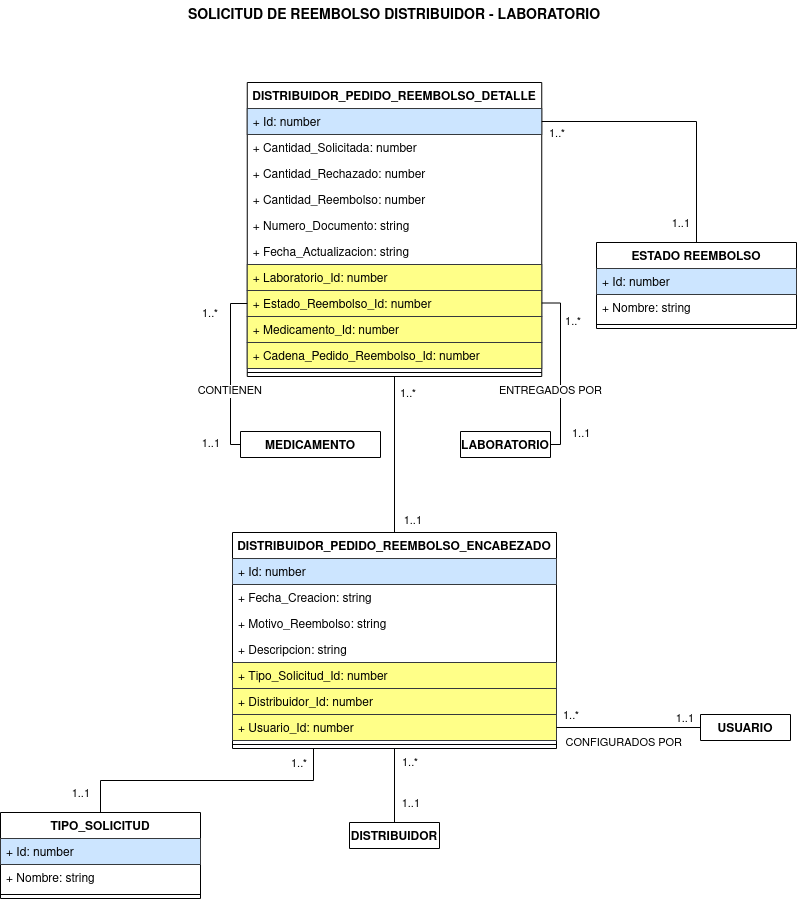 SOLICITUD DE REEMBOLSO DISTRIBUIDOR - LABORATORIO
DISTRIBUIDOR_PEDIDO_REEMBOLSO_DETALLE
+ Id: number
1..*
+ Cantidad_Solicitada: number
+ Cantidad_Rechazado: number
+ Cantidad_Reembolso: number
+ Numero_Documento: string
+ Fecha_Actualizacion: string
+ Laboratorio_Id: number
+ Estado_Reembolso_Id: number
+ Medicamento_Id: number
+ Cadena_Pedido_Reembolso_Id: number
1..1
ESTADO REEMBOLSO
+ Id: number
+ Nombre: string
1..*
1..*
CONTIENEN
1..*
ENTREGADOS POR
1..1
MEDICAMENTO
LABORATORIO
1..1
1..1
DISTRIBUIDOR_PEDIDO_REEMBOLSO_ENCABEZADO
+ Id: number
+ Fecha_Creacion: string
+ Motivo_Reembolso: string
+ Descripcion: string
+ Tipo_Solicitud_Id: number
+ Distribuidor_Id: number
+ Usuario_Id: number
1..*
1..1
USUARIO
CONFIGURADOS POR
1..*
1..*
1..1
1..1
TIPO_SOLICITUD
+ Id: number
+ Nombre: string
DISTRIBUIDOR